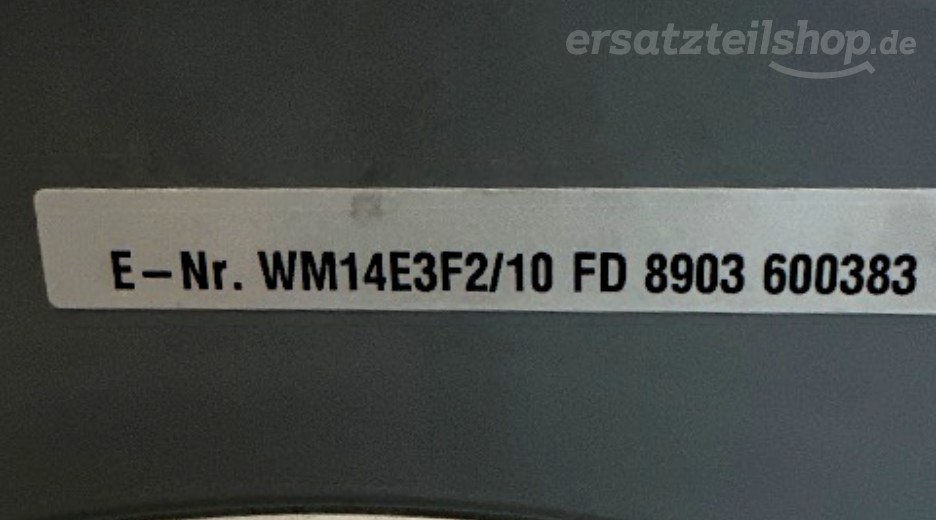 ersatzteilshop.de
E–Nr. WM14E3F2/10 FD 8903 600383